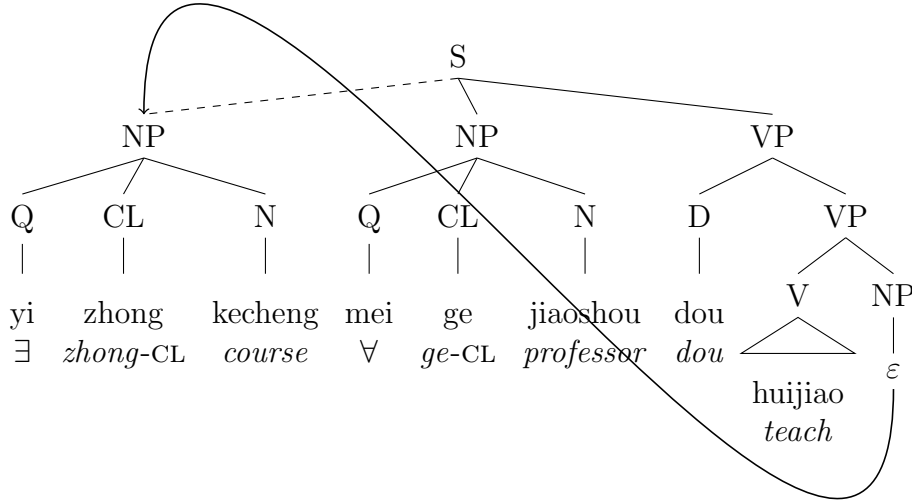 S
NP NP VP
Q CL N Q CL N D VP
V NP
yi zhong kecheng mei ge jiaoshou dou
∃ zhong-CL course ∀ ge-CL professor dou
ε
huijiao
teach